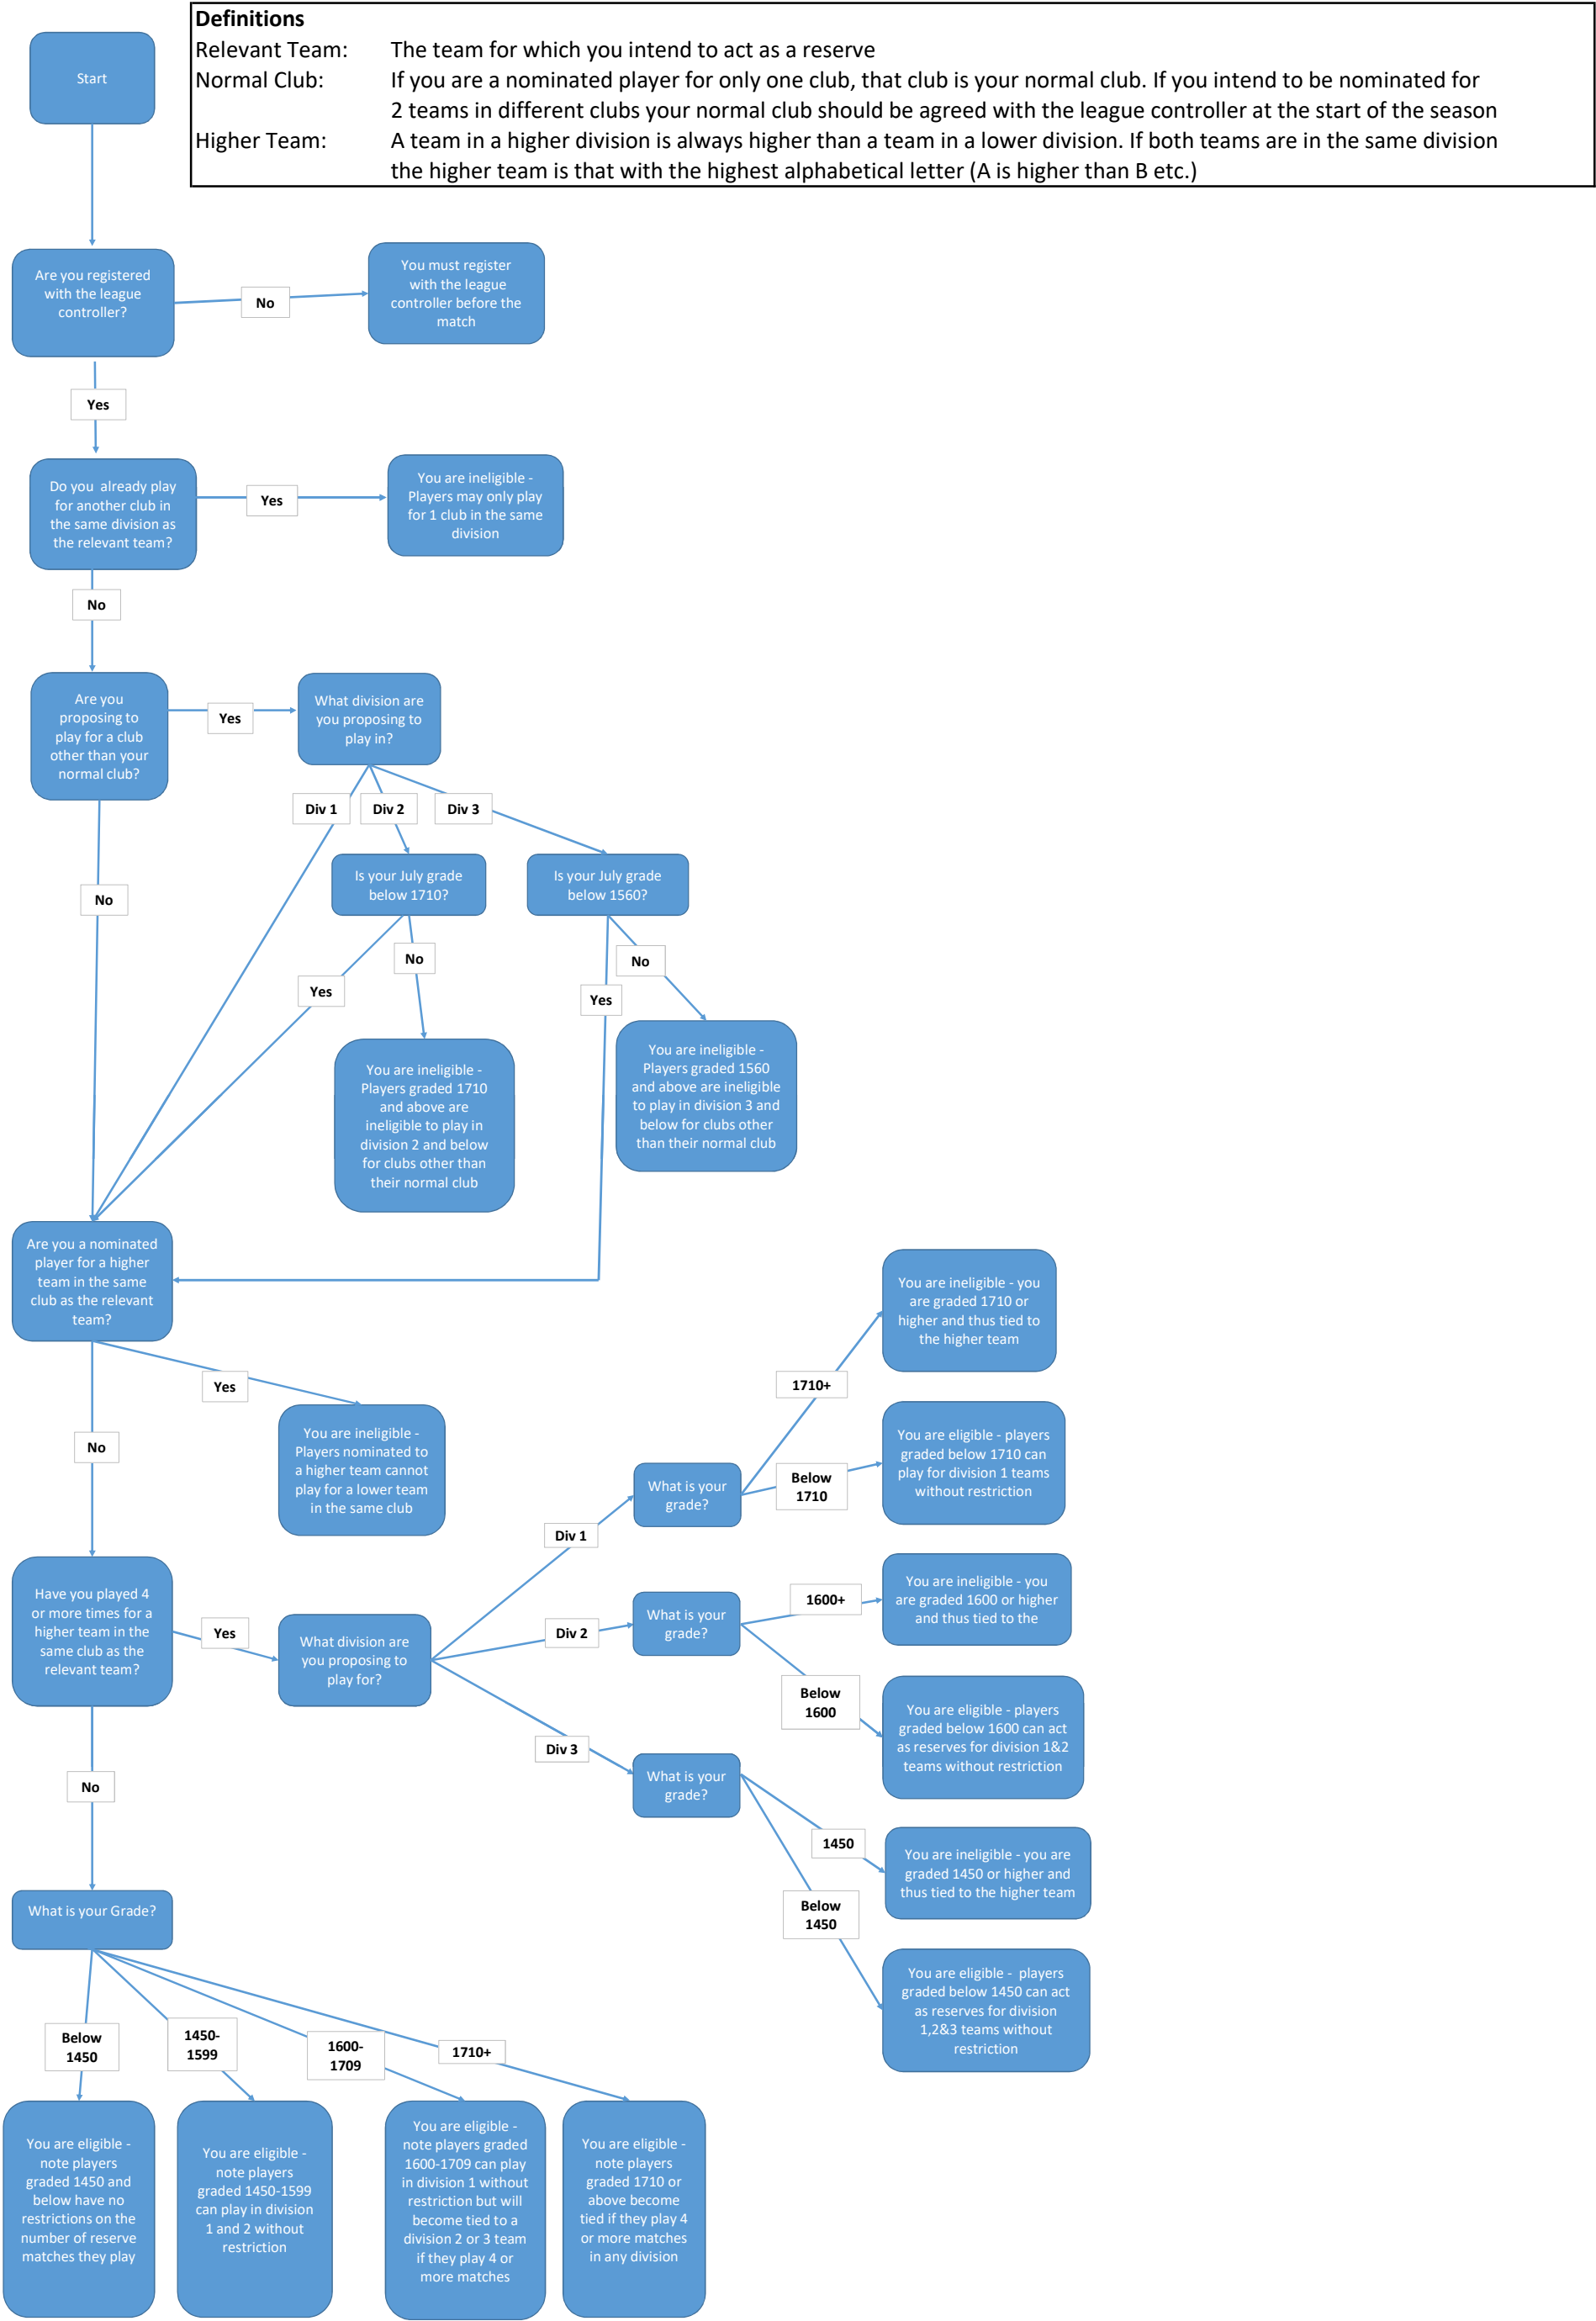 Definitions
Relevant Team: The team for which you intend to act as a reserve
Normal Club: If you are a nominated player for only one club, that club is your normal club. If you intend to be nominated for
2 teams in different clubs your normal club should be agreed with the league controller at the start of the season
Higher Team: A team in a higher division is always higher than a team in a lower division. If both teams are in the same division
the higher team is that with the highest alphabetical letter (A is higher than B etc.)
Start
Are you registered
with the league
controller?
No
You must register
with the league
controller before the
match
Yes
Do you already play
for another club in
the same division as
the relevant team?
Yes
You are ineligible -
Players may only play
for 1 club in the same
division
No
Are you
proposing to
play for a club
other than your
normal club?
Yes
What division are
you proposing to
play in?
Div 1
Div 2
Div 3
No
Is your July grade
below 1710?
Is your July grade
below 1560?
No
Yes
No
Yes
You are ineligible -
Players graded 1710
and above are
ineligible to play in
division 2 and below
for clubs other than
their normal club
You are ineligible -
Players graded 1560
and above are ineligible
to play in division 3 and
below for clubs other
than their normal club
Are you a nominated
player for a higher
team in the same
club as the relevant
team?
Yes
You are ineligible -
Players nominated to
a higher team cannot
play for a lower team
in the same club
No
Have you played 4
or more times for a
higher team in the
same club as the
relevant team?
Yes
What division are
you proposing to
play for?
Div 1
What is your
grade?
1710+
You are ineligible - you
are graded 1710 or
higher and thus tied to
the higher team
Below
1710
You are eligible - players
graded below 1710 can
play for division 1 teams
without restriction
Div 2
What is your
grade?
1600+
You are ineligible - you
are graded 1600 or higher
and thus tied to the
Below
1600
You are eligible - players
graded below 1600 can act
as reserves for division 1&2
teams without restriction
Div 3
What is your
grade?
1450
You are ineligible - you are
graded 1450 or higher and
thus tied to the higher team
Below
1450
You are eligible - players
graded below 1450 can act
as reserves for division
1,2&3 teams without
restriction
No
What is your Grade?
Below
1450
1450-
1599
1600-
1709
1710+
You are eligible -
note players
graded 1450 and
below have no
restrictions on the
number of reserve
matches they play
You are eligible -
note players
graded 1450-1599
can play in division
1 and 2 without
restriction
You are eligible -
note players graded
1600-1709 can play
in division 1 without
restriction but will
become tied to a
division 2 or 3 team
if they play 4 or
more matches
You are eligible -
note players
graded 1710 or
above become
tied if they play 4
or more matches
in any division